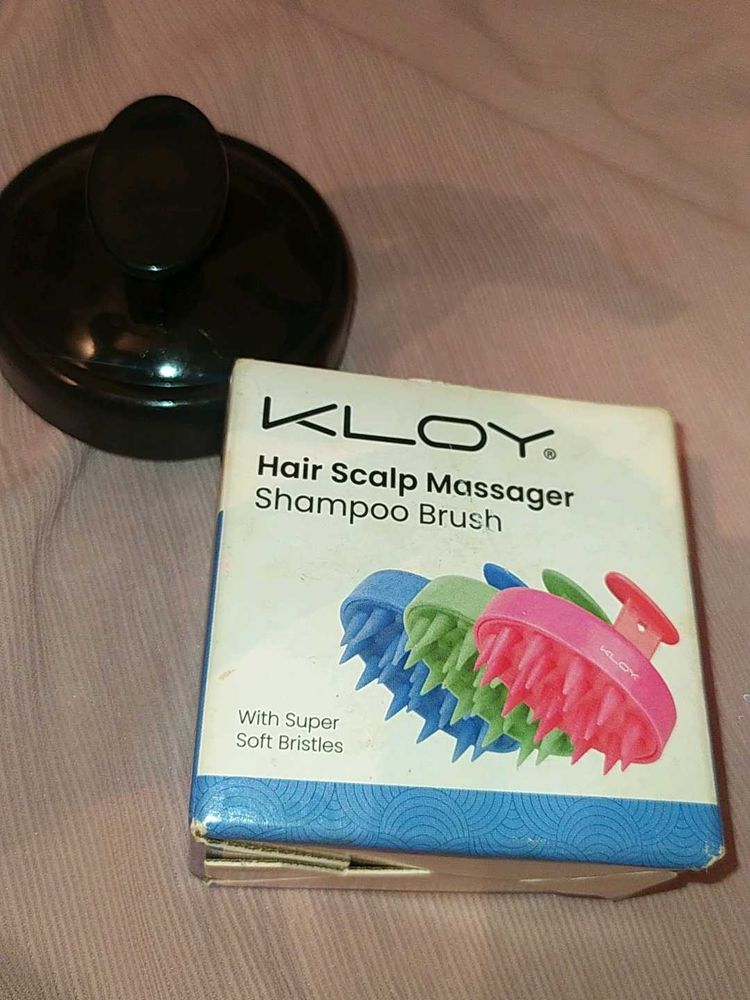 KLOY®
Hair Scalp Massager
Shampoo Brush
KLOY
With Super
Soft Bristles